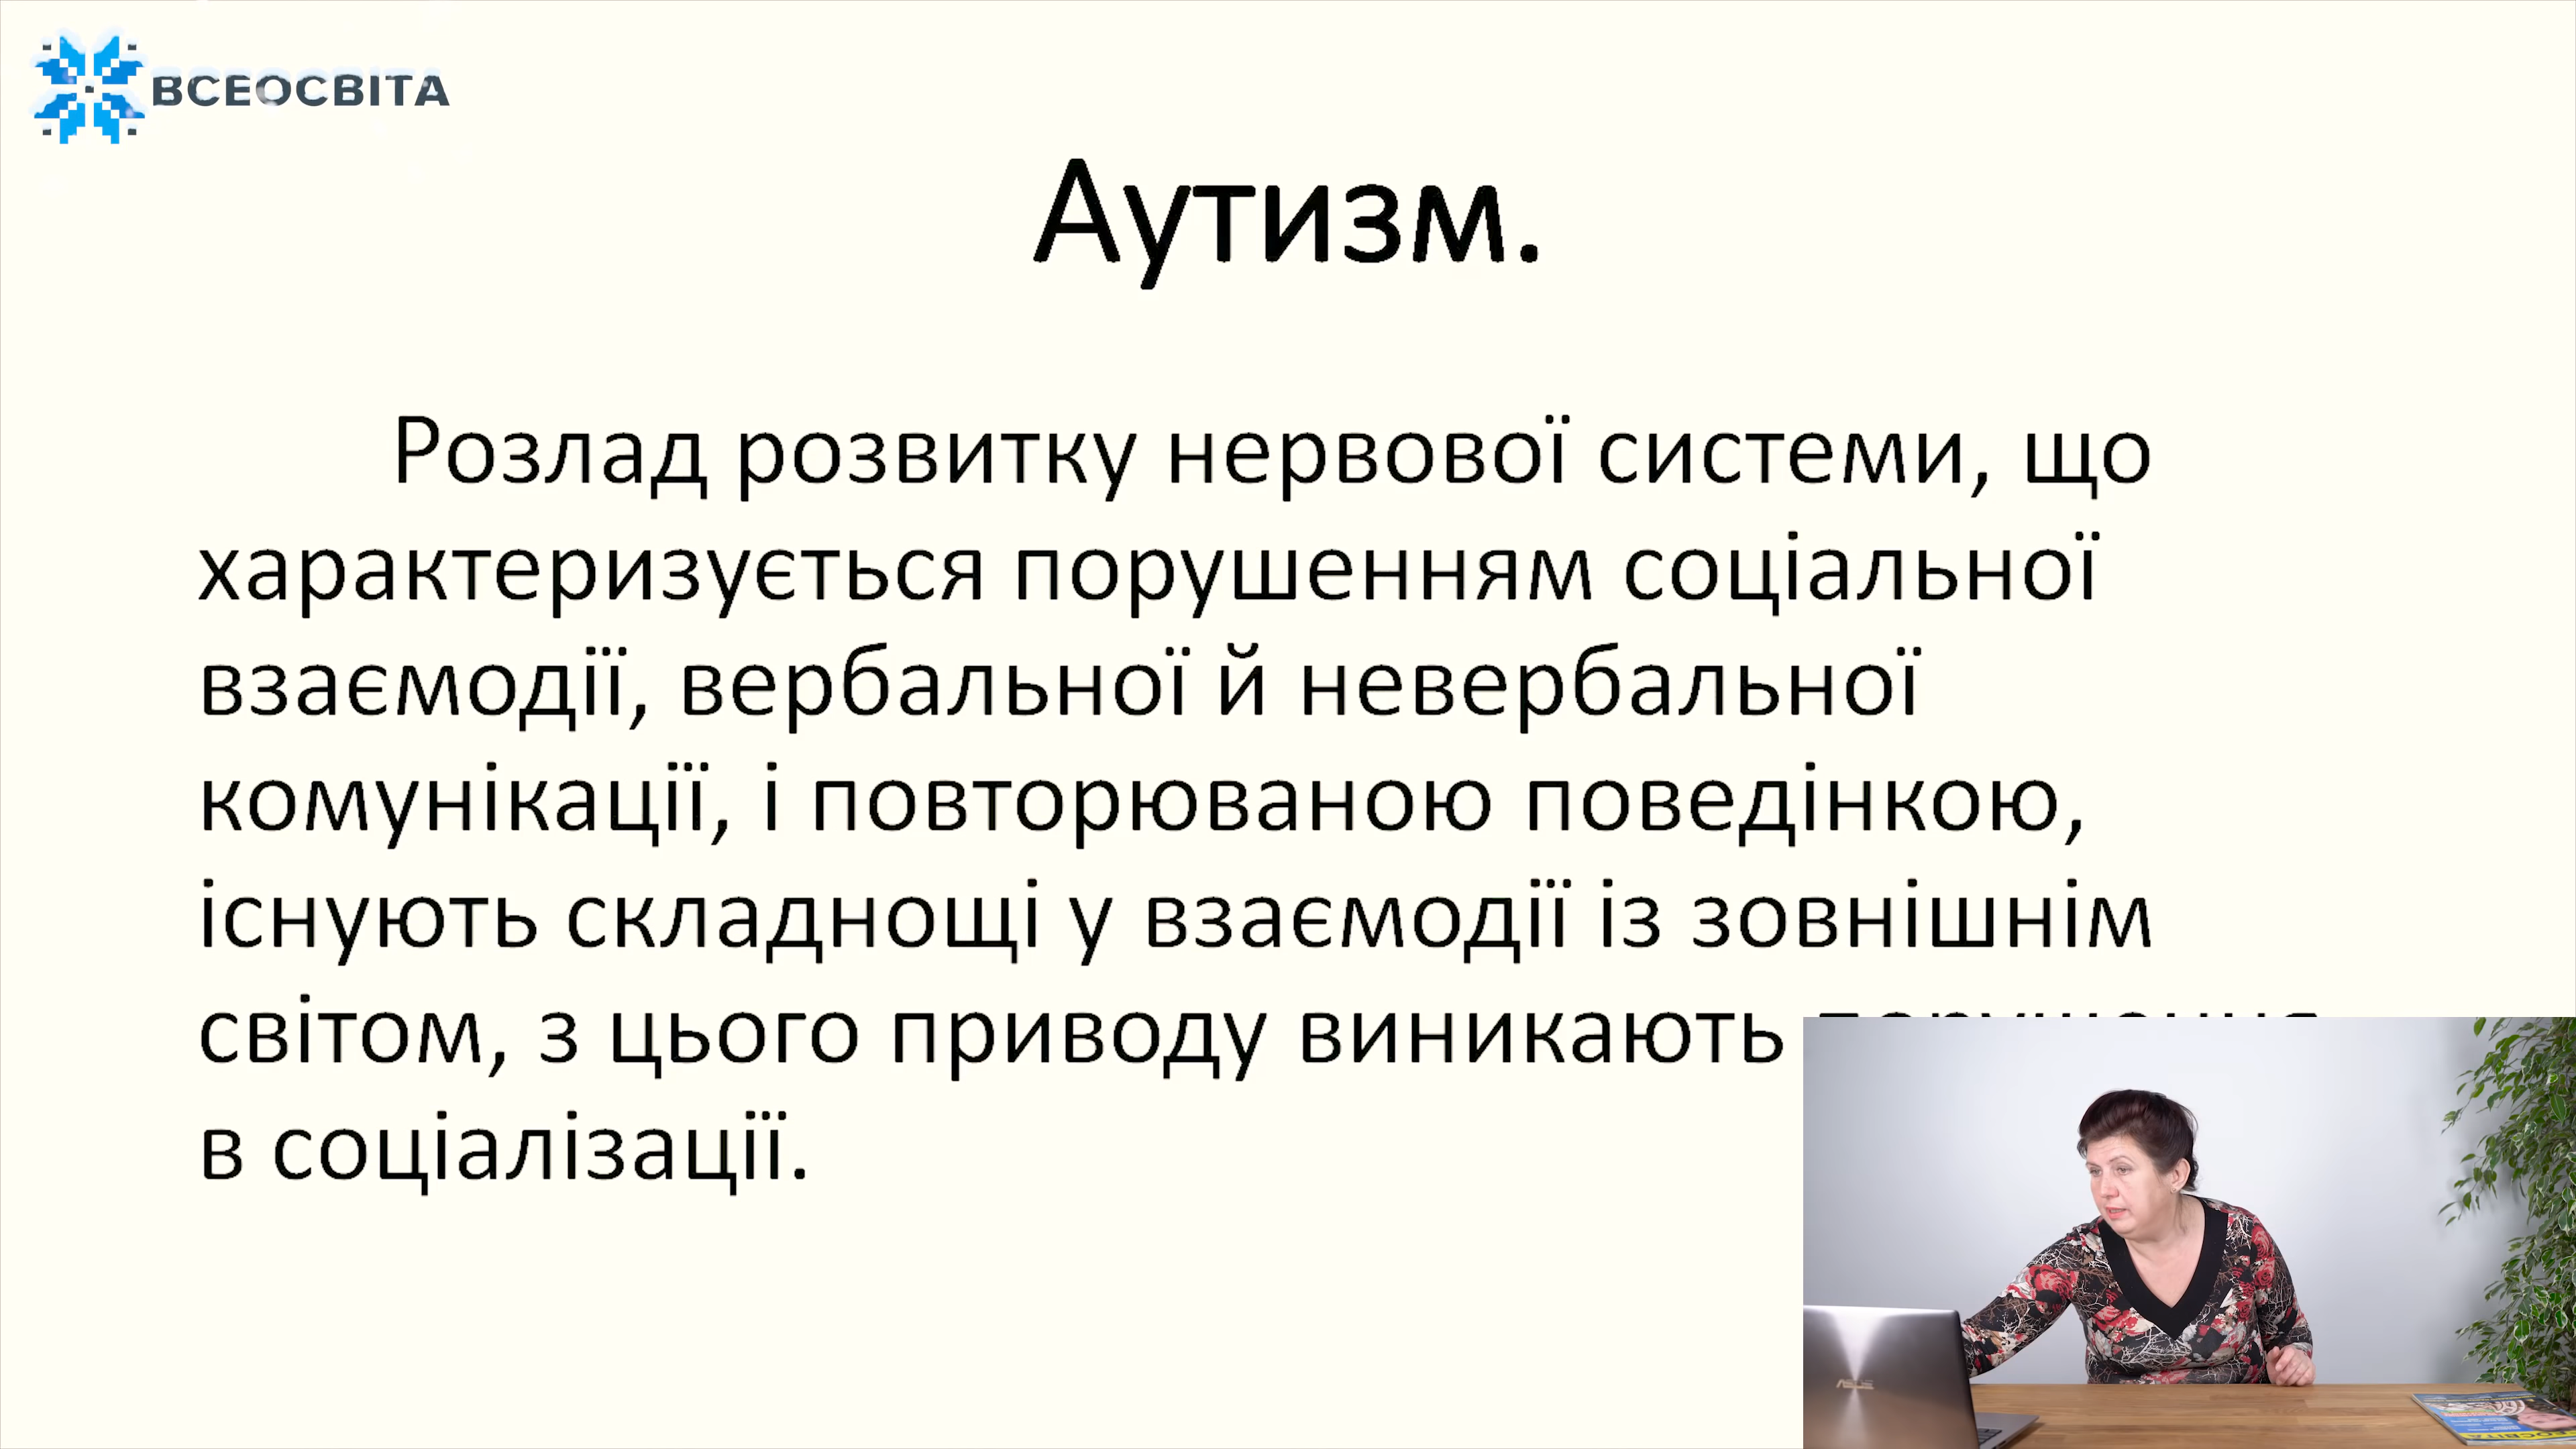 ВСЕОСВІТА
Аутизм.
Розлад розвитку нервової системи, що
характеризується порушенням соціальної
взаємодії, вербальної й невербальної
комунікації, і повторюваною поведінкою,
існують складнощі у взаємодії із зовнішнім
світом, з цього приводу виникають
в соціалізації.
ASUS